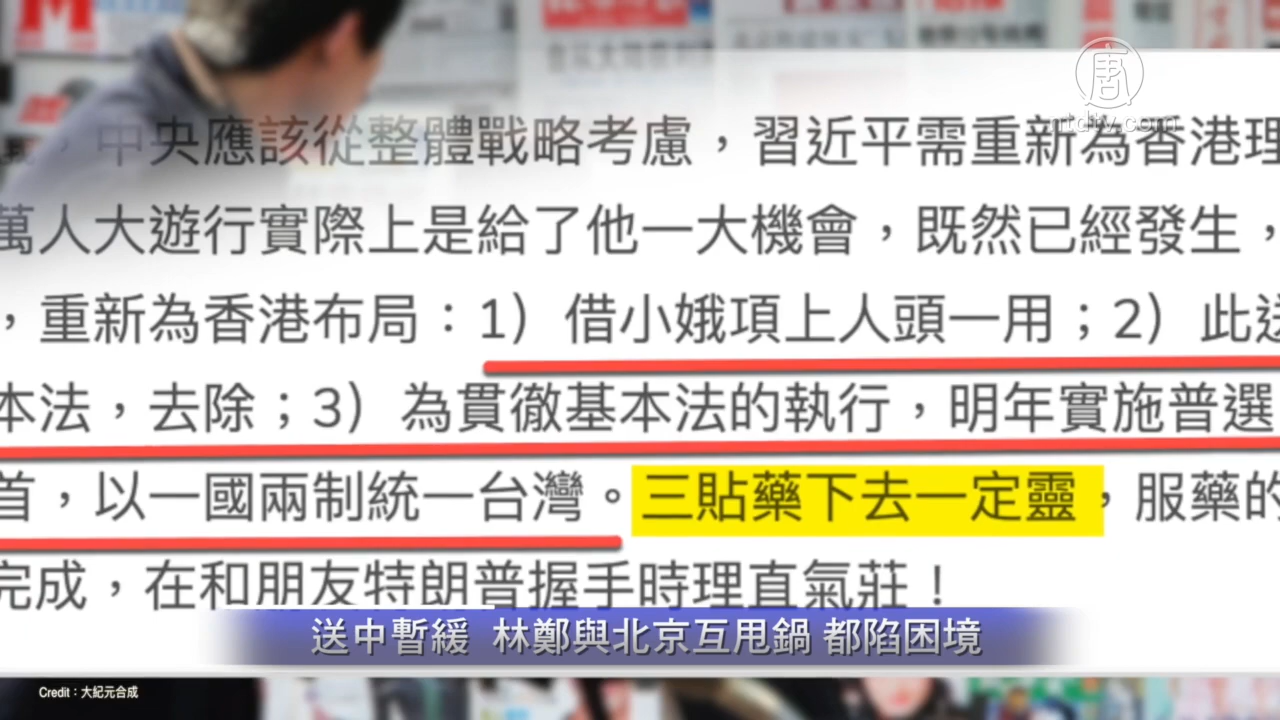 唐
ntdtv.com
，中央應該從整體戰略考慮，習近平需重新為香港理
萬人大遊行實際上是給了他一大機會，既然已經發生，
，重新為香港布局：1）借小娥項上人頭一用；2）此送
本法，去除；3）為貫徹基本法的執行，明年實施普選
首，以一國兩制統一台灣。三貼藥下去一定靈，服藥的
完成，在和朋友特朗普握手時理直氣莊！
送中暫緩 林鄭與北京互甩鍋 都陷困境
Credit：大紀元合成